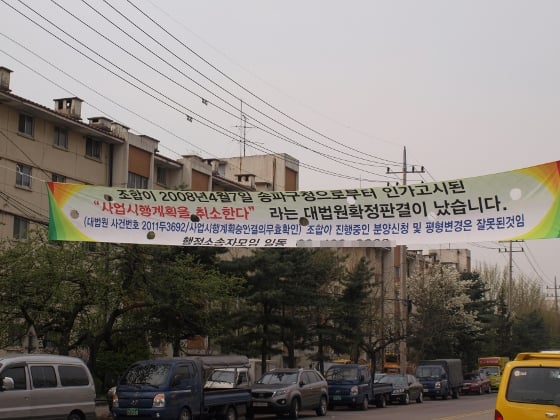 조합이 2008년4월7일 송파구청으로부터 인가고시된
"사업시행계획을 취소한다" 라는 대법원확정판결이 났습니다.
(대법원 사건번호 2011두3692/사업시행계획승인결의무효확인) 조합이 진행중인 분양신청 및 평형변경은 잘못된것임
행정소송자모임 일동